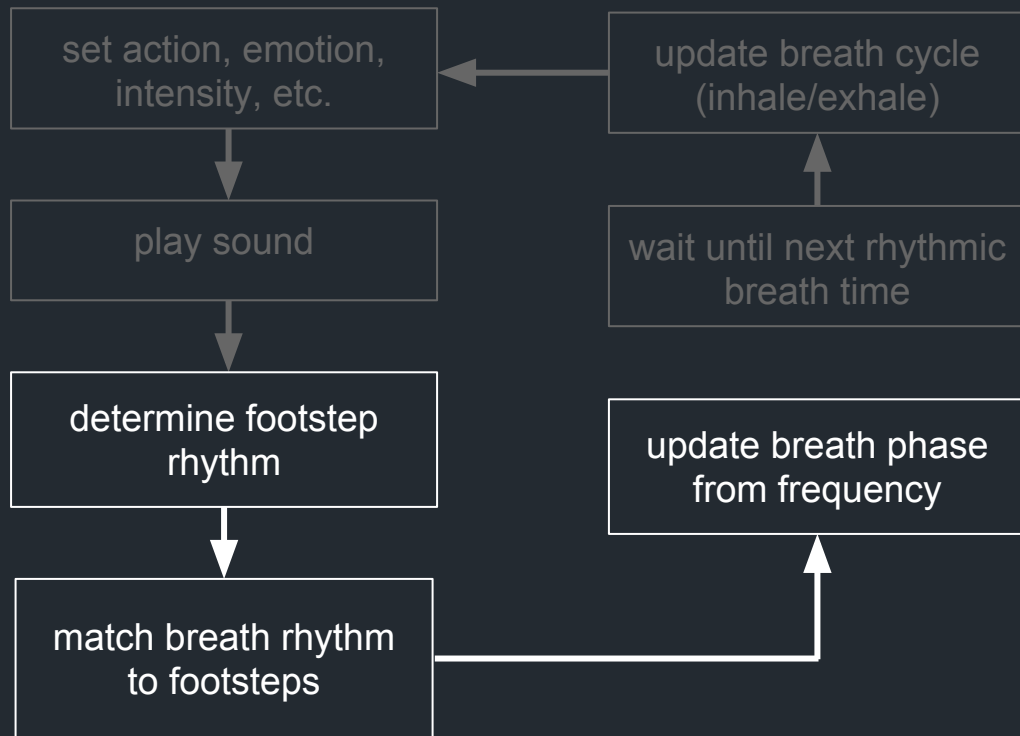 set action, emotion,
intensity, etc.
update breath cycle
(inhale/exhale)
play sound
wait until next rhythmic
breath time
determine footstep
rhythm
update breath phase
from frequency
match breath rhythm
to footsteps